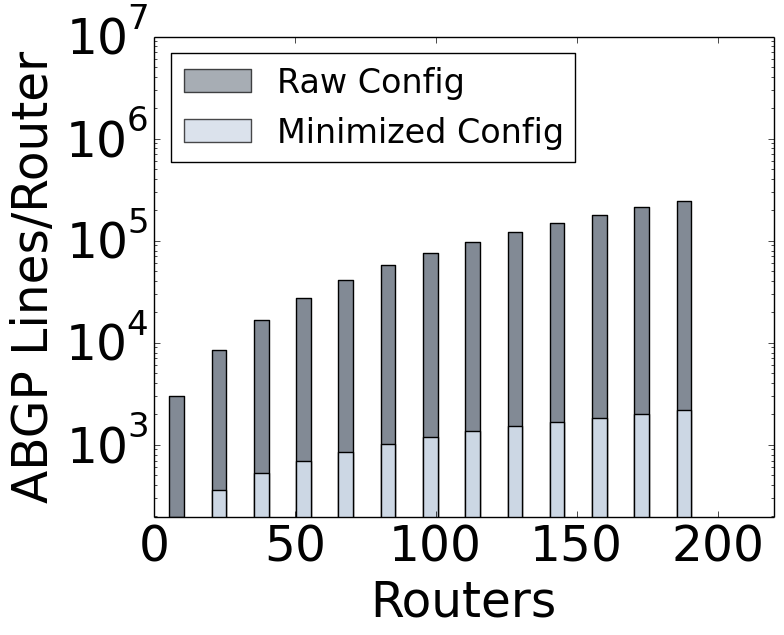 ABGP Lines/Router
10^7
10^6
10^5
10^4
10^3
Raw Config
Minimized Config
0 50 100 150 200
Routers